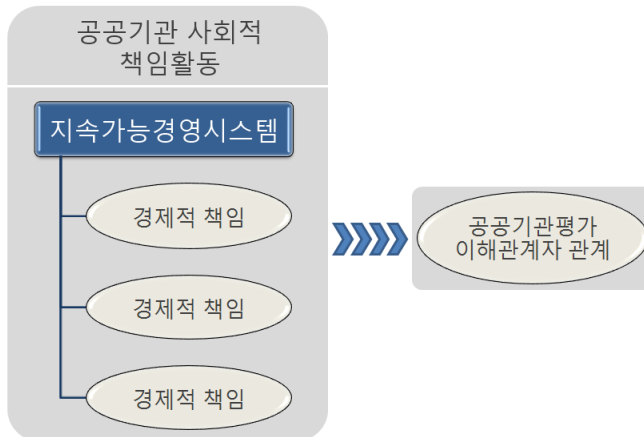 공공기관 사회적
책임활동
지속가능경영시스템
경제적 책임
경제적 책임
경제적 책임
공공기관평가
이해관계자 관계